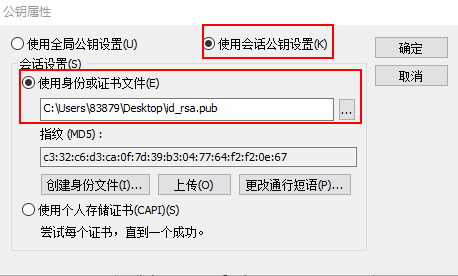 公钥属性
使用全局公钥设置(U)
使用会话公钥设置(K)
确定
取消
会话设置(S)
使用身份或证书文件(E)
C:\Users\83879\Desktop\id_rsa.pub
...
指纹 (MD5) :
c3:32:c6:d3:ca:0f:7d:39:b3:04:77:64:f2:f2:0e:67
创建身份文件(I)... 上传(O) 更改通行短语(P)...
使用个人存储证书(CAPI)(S)
尝试每个证书，直到一个成功。